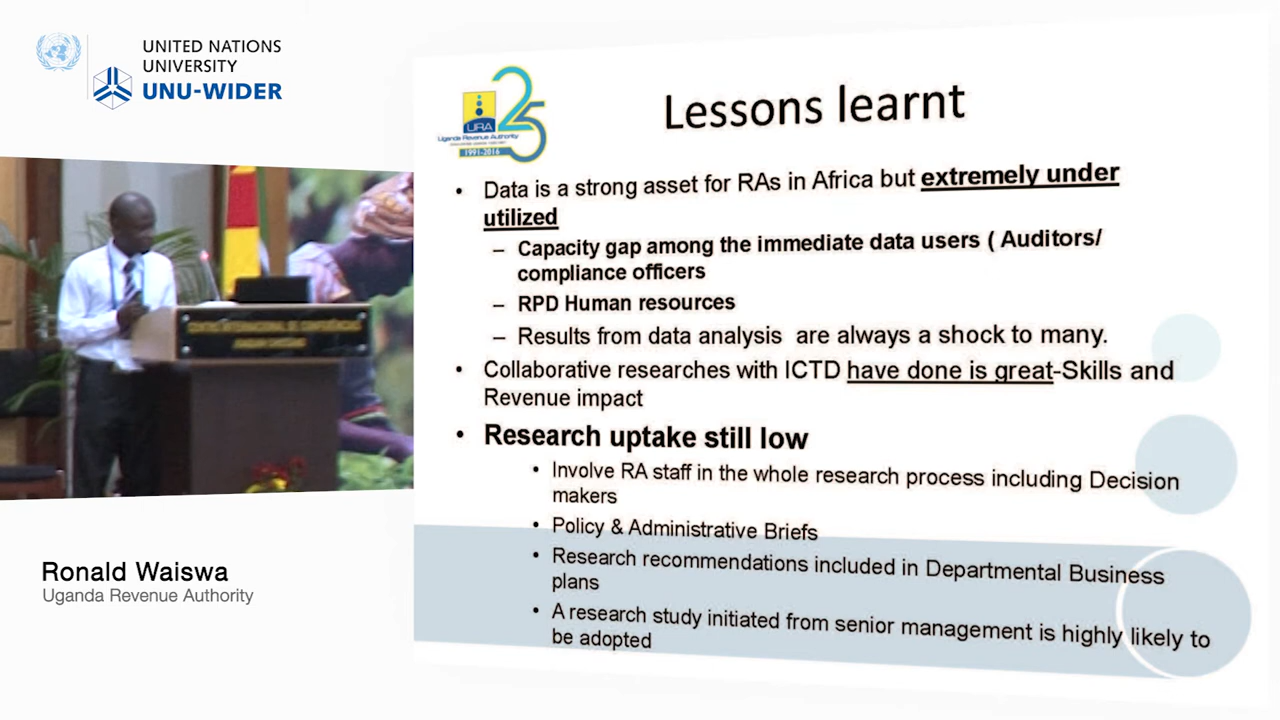 UNITED NATIONS
UNIVERSITY
UNU-WIDER
25
URA
Uganda Revenue Authority
1991-2016
Lessons learnt
• Data is a strong asset for RAs in Africa but extremely under
utilized
– Capacity gap among the immediate data users ( Auditors/
compliance officers
– RPD Human resources
– Results from data analysis are always a shock to many.
• Collaborative researches with ICTD have done is great-Skills and
Revenue impact
• Research uptake still low
• Involve RA staff in the whole research process including Decision
makers
• Policy & Administrative Briefs
• Research recommendations included in Departmental Business
plans
• A research study initiated from senior management is highly likely to
be adopted
Ronald Waiswa
Uganda Revenue Authority